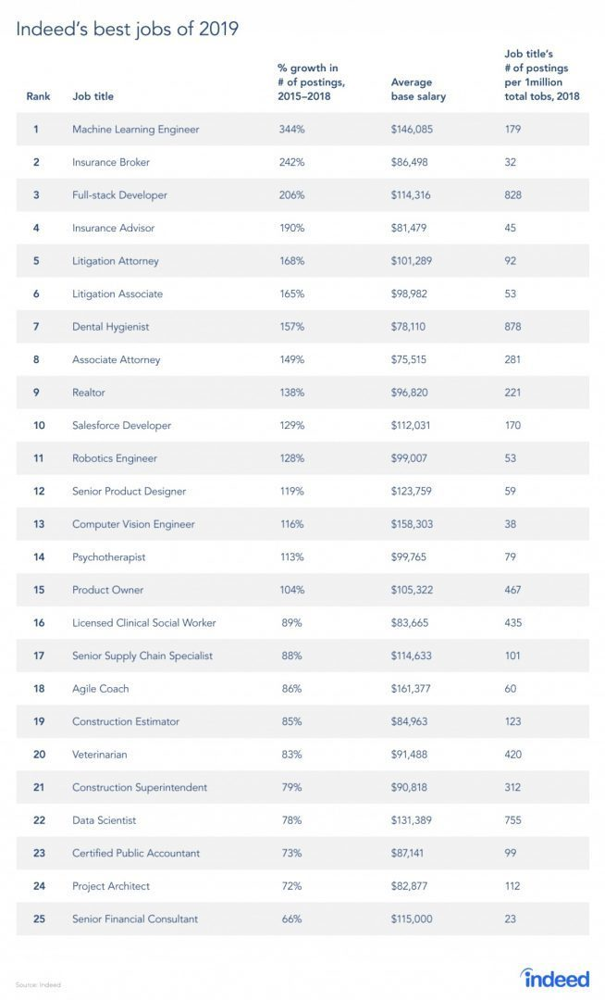 Indeed's best jobs of 2019
Rank Job title % growth in # of postings, 2015–2018 Average base salary Job title's # of postings per 1million total tobs, 2018
1 Machine Learning Engineer 344% $146,085 179
2 Insurance Broker 242% $86,498 32
3 Full-stack Developer 206% $114,316 828
4 Insurance Advisor 190% $81,479 45
5 Litigation Attorney 168% $101,289 92
6 Litigation Associate 165% $98,982 53
7 Dental Hygienist 157% $78,110 878
8 Associate Attorney 149% $75,515 281
9 Realtor 138% $96,820 221
10 Salesforce Developer 129% $112,031 170
11 Robotics Engineer 128% $99,007 53
12 Senior Product Designer 119% $123,759 59
13 Computer Vision Engineer 116% $158,303 38
14 Psychotherapist 113% $99,765 79
15 Product Owner 104% $105,322 467
16 Licensed Clinical Social Worker 89% $83,665 435
17 Senior Supply Chain Specialist 88% $114,633 101
18 Agile Coach 86% $161,377 60
19 Construction Estimator 85% $84,963 123
20 Veterinarian 83% $91,488 420
21 Construction Superintendent 79% $90,818 312
22 Data Scientist 78% $131,389 755
23 Certified Public Accountant 73% $87,141 99
24 Project Architect 72% $82,877 112
25 Senior Financial Consultant 66% $115,000 23
Source: Indeed
indeed